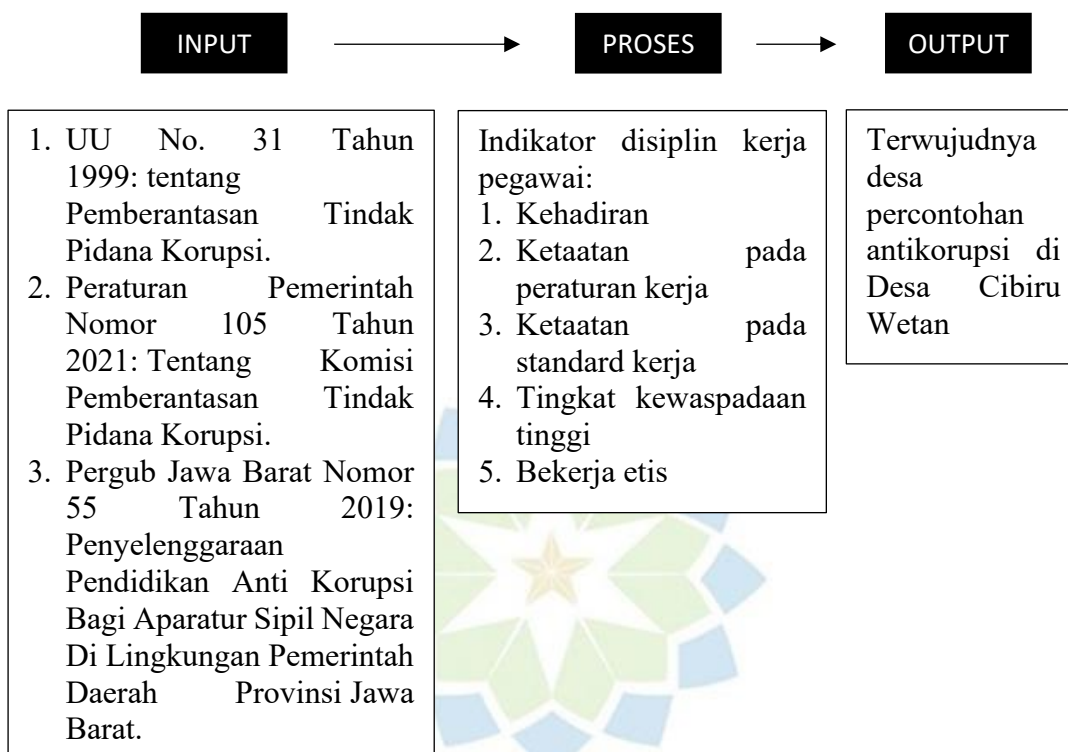 INPUT
PROSES
OUTPUT
1. UU No. 31 Tahun
1999: tentang
Pemberantasan Tindak
Pidana Korupsi.
2. Peraturan Pemerintah
Nomor 105 Tahun
2021: Tentang Komisi
Pemberantasan Tindak
Pidana Korupsi.
3. Pergub Jawa Barat Nomor
55 Tahun 2019:
Penyelenggaraan
Pendidikan Anti Korupsi
Bagi Aparatur Sipil Negara
Di Lingkungan Pemerintah
Daerah Provinsi Jawa
Barat.
Indikator disiplin kerja
pegawai:
1. Kehadiran
2. Ketaatan pada
peraturan kerja
3. Ketaatan pada
standard kerja
4. Tingkat kewaspadaan
tinggi
5. Bekerja etis
Terwujudnya
desa
percontohan
antikorupsi di
Desa Cibiru
Wetan